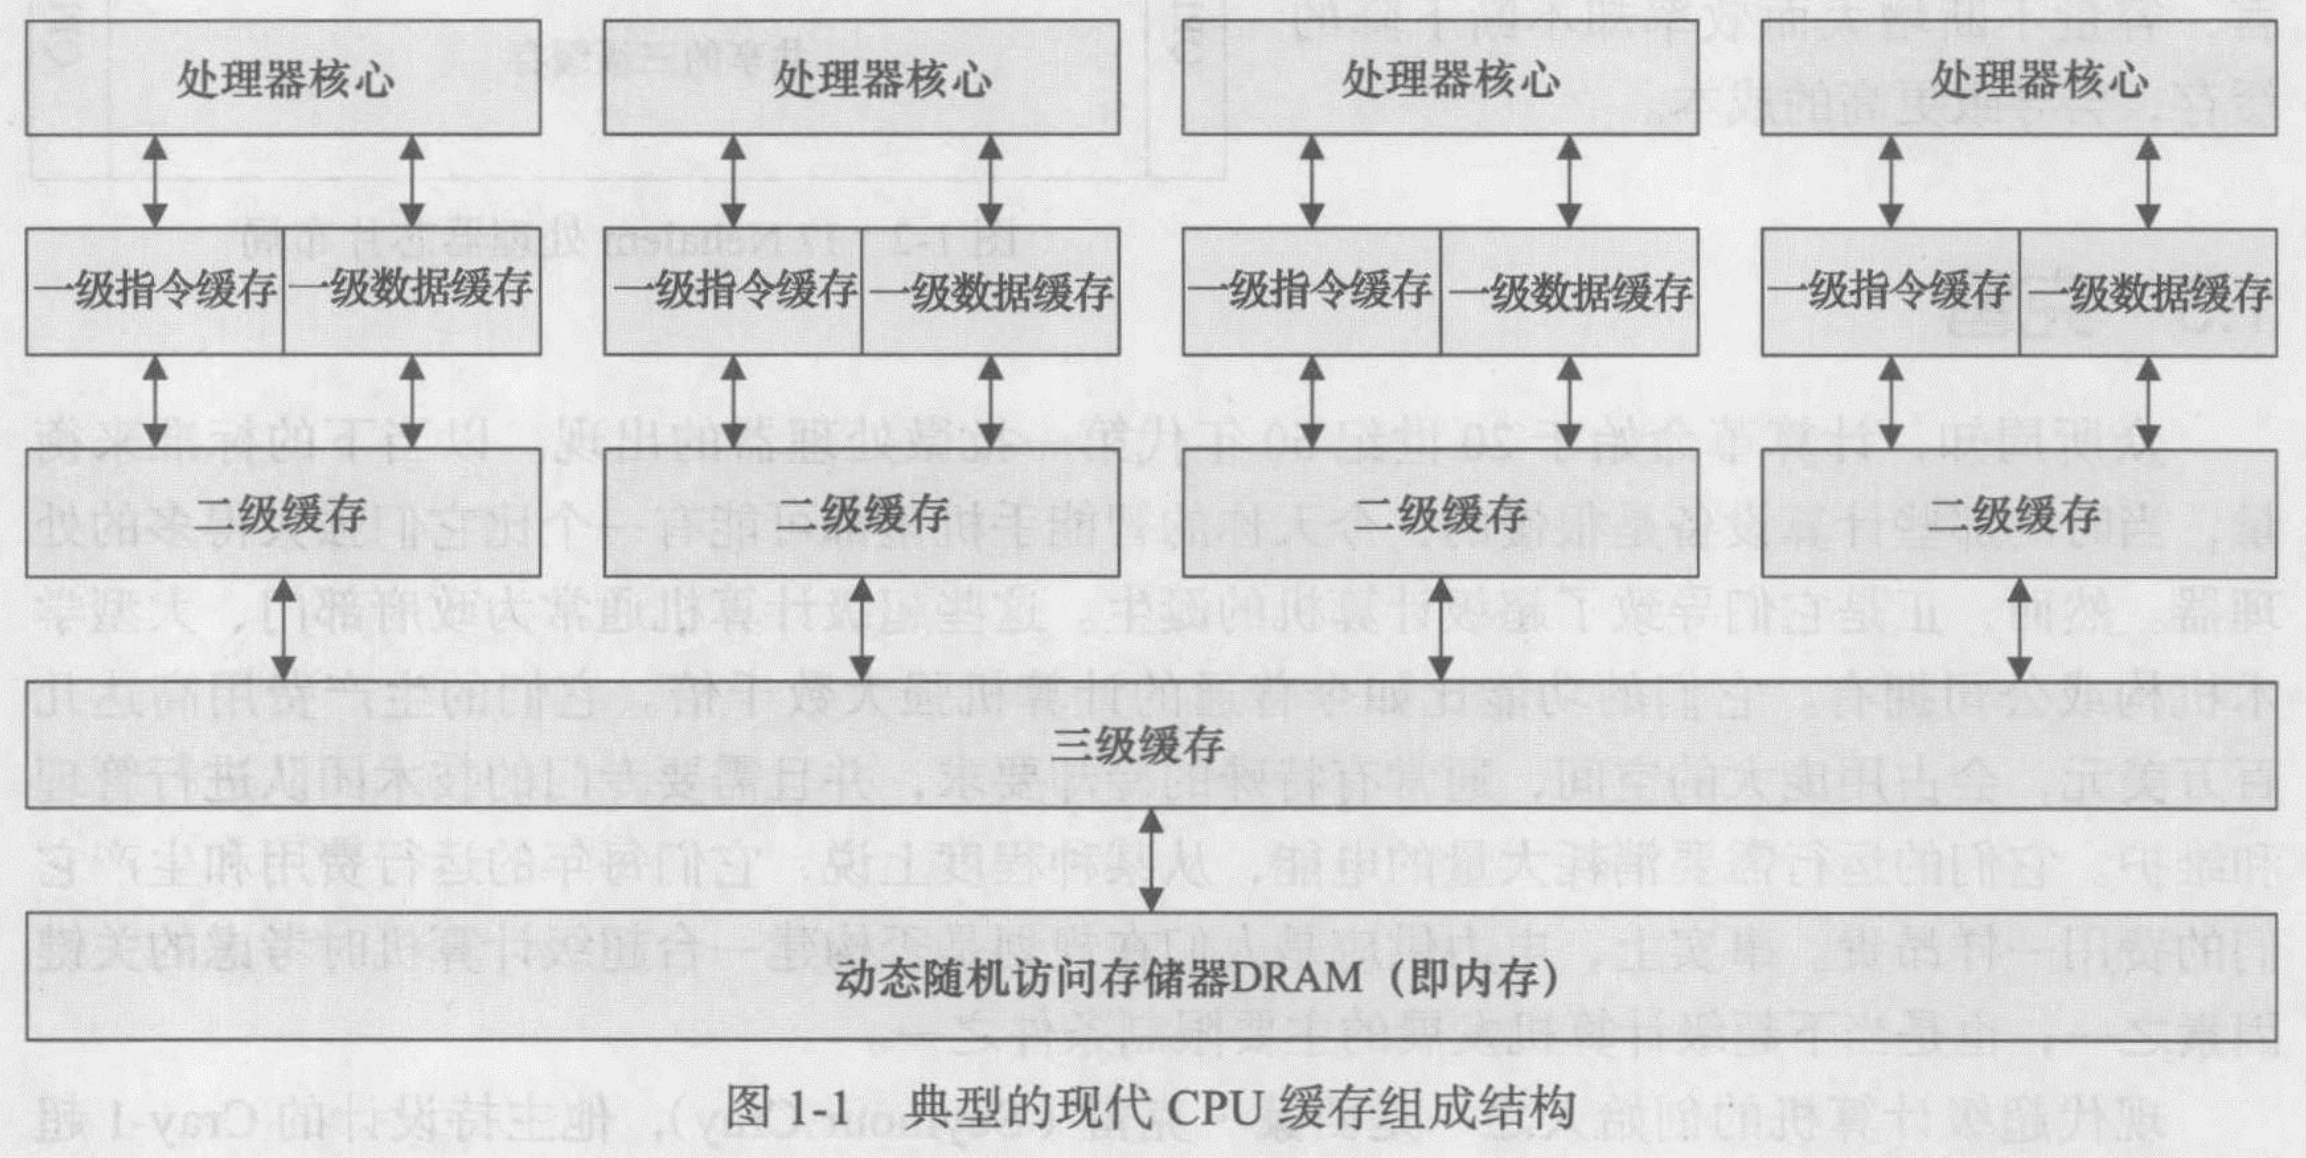 处理器核心 处理器核心 处理器核心 处理器核心
一级指令缓存 一级数据缓存 一级指令缓存 一级数据缓存 一级指令缓存 一级数据缓存 一级指令缓存 一级数据缓存
二级缓存 二级缓存 二级缓存 二级缓存
三级缓存
动态随机访问存储器DRAM（即内存）
图 1-1 典型的现代 CPU 缓存组成结构